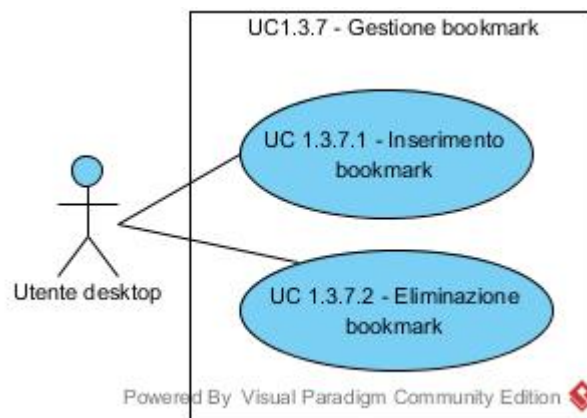 UC1.3.7 - Gestione bookmark
UC 1.3.7.1 - Inserimento
bookmark
Utente desktop
UC 1.3.7.2 - Eliminazione
bookmark
Powered By Visual Paradigm Community Edition